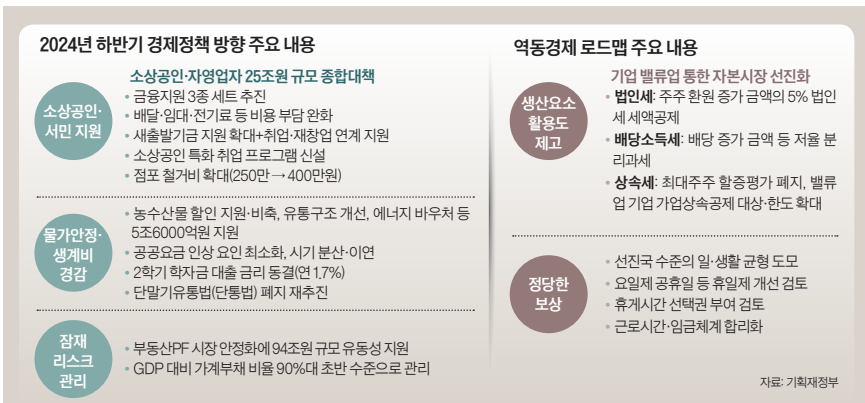 2024년 하반기 경제정책 방향 주요 내용
소상공인·
서민 지원
소상공인·자영업자 25조원 규모 종합대책
• 금융지원 3종 세트 추진
• 배달·임대·전기료 등 비용 부담 완화
• 새출발기금 지원 확대+취업·재창업 연계 지원
• 소상공인 특화 취업 프로그램 신설
• 점포 철거비 확대(250만→400만원)
물가안정·
생계비
경감
• 농수산물 할인 지원·비축, 유통구조 개선, 에너지 바우처 등
5조6000억원 지원
• 공공요금 인상 요인 최소화, 시기 분산·이연
• 2학기 학자금 대출 금리 동결(연 1.7%)
• 단말기유통법(단통법) 폐지 재추진
잠재
리스크
관리
• 부동산PF 시장 안정화에 94조원 규모 유동성 지원
• GDP 대비 가계부채 비율 90%대 초반 수준으로 관리
역동경제 로드맵 주요 내용
생산요소
활용도
제고
기업 밸류업 통한 자본시장 선진화
• 법인세: 주주 환원 증가 금액의 5% 법인
세 세액공제
• 배당소득세: 배당 증가 금액 등 저율 분
리과세
• 상속세: 최대주주 할증평가 폐지, 밸류
업 기업 가업상속공제 대상·한도 확대
정당한
보상
• 선진국 수준의 일·생활 균형 도모
• 요일제 공휴일 등 휴일제 개선 검토
• 휴게시간 선택권 부여 검토
• 근로시간·임금체계 합리화
자료: 기획재정부